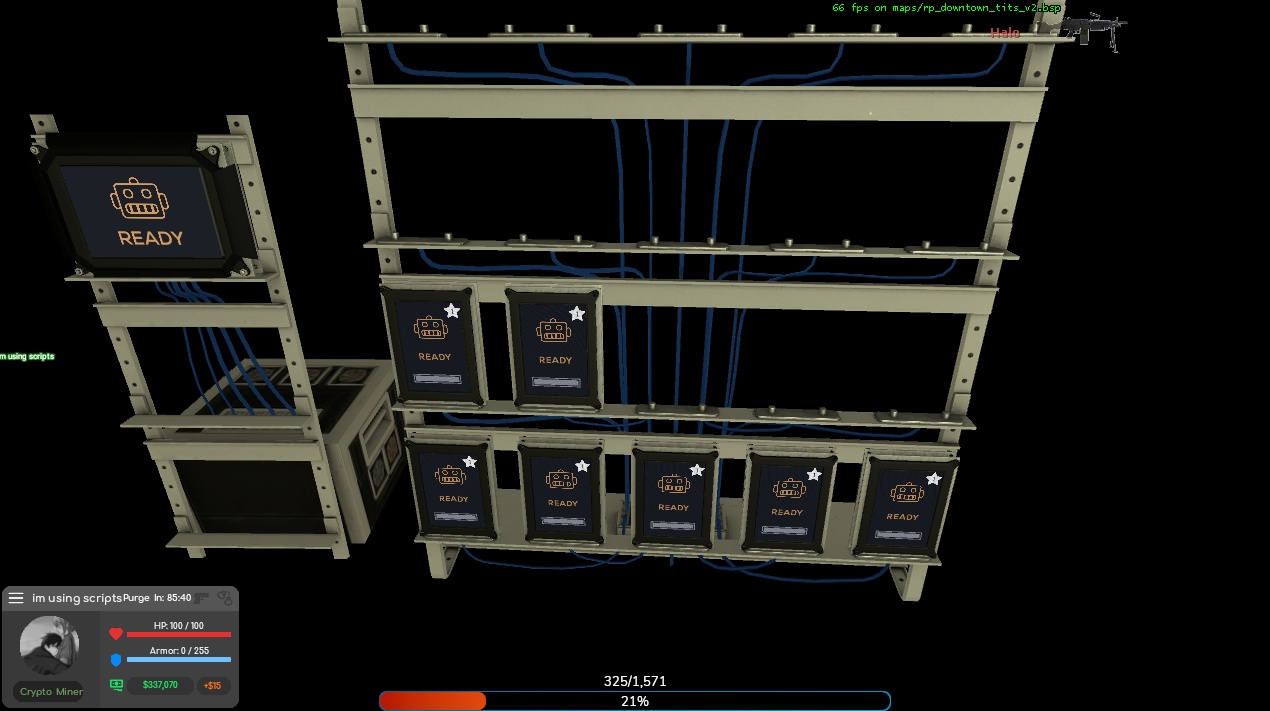 66 fps on maps/rp_downtown_tits_v2.bsp
Halo
READY
READY
READY
m using scripts
READY
READY
READY
READY
READY
im using scripts
Purge In: 85:40
HP: 100 / 100
Armor: 0 / 255
Crypto Miner
$337,070
+$15
325/1,571
21%